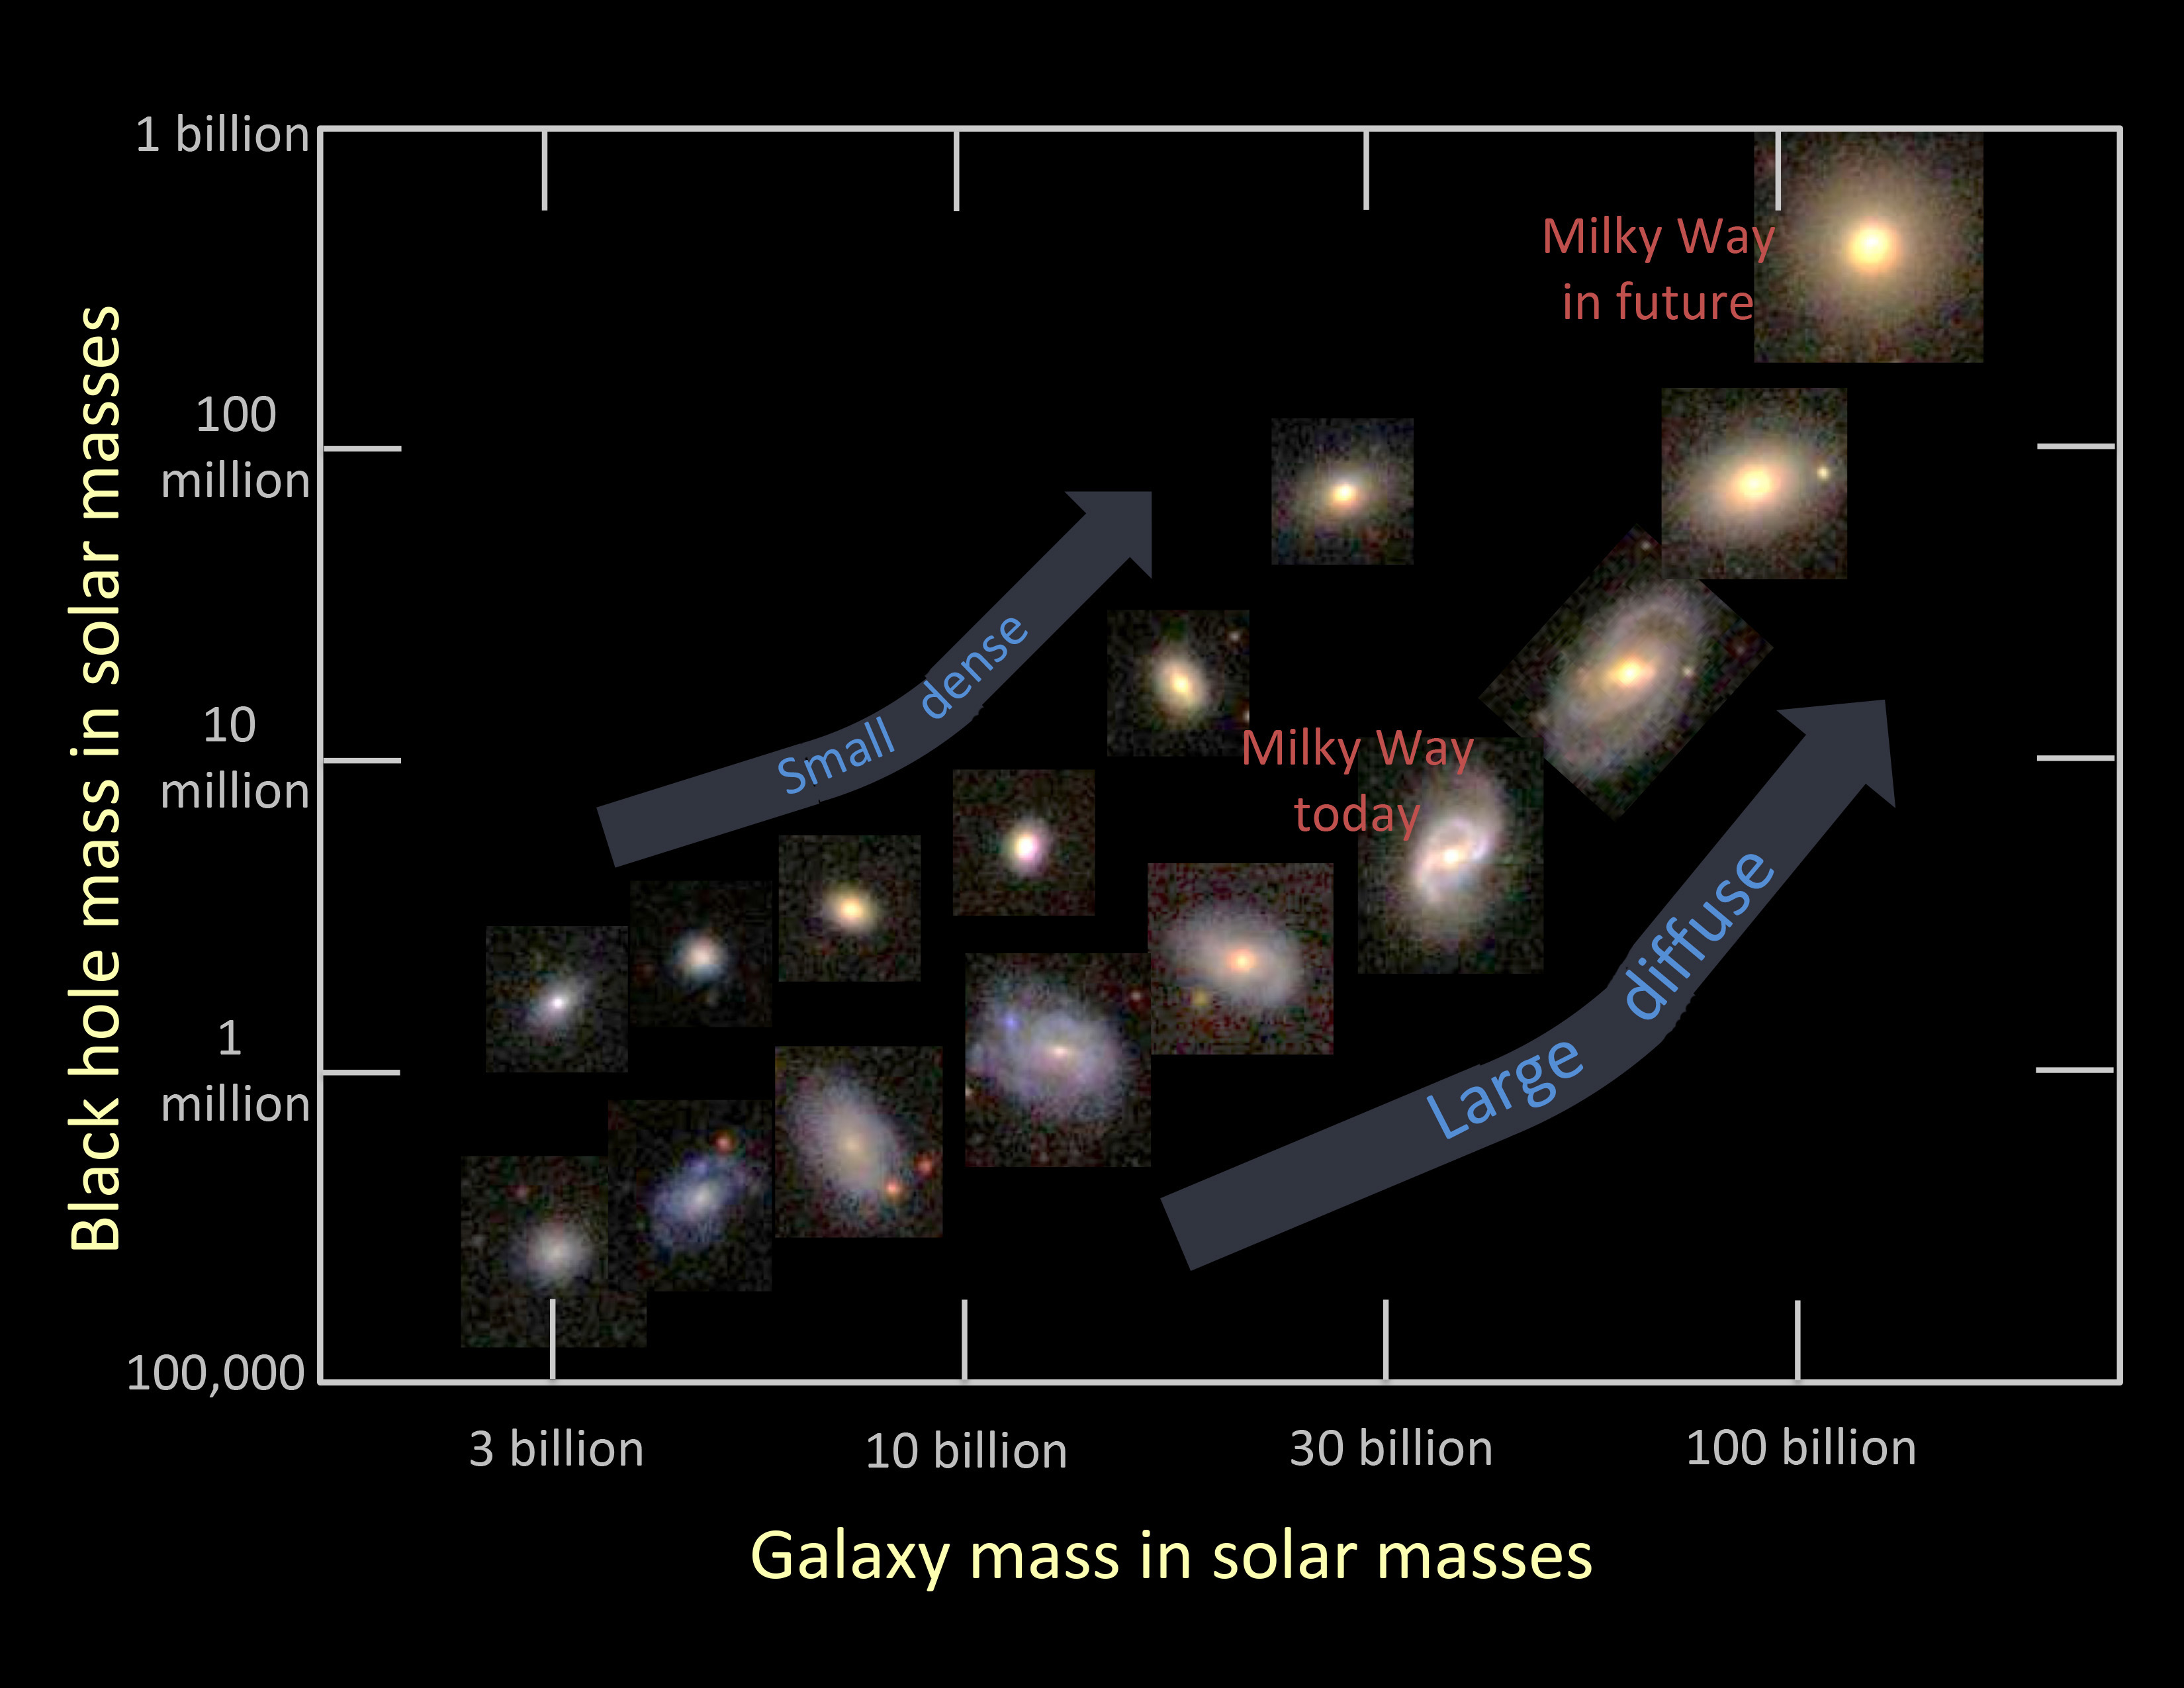 1 billion
100
million
10
million
1
million
100,000
Black hole mass in solar masses
Milky Way
in future
Small dense
Milky Way
today
Large diffuse
3 billion
10 billion
30 billion
100 billion
Galaxy mass in solar masses